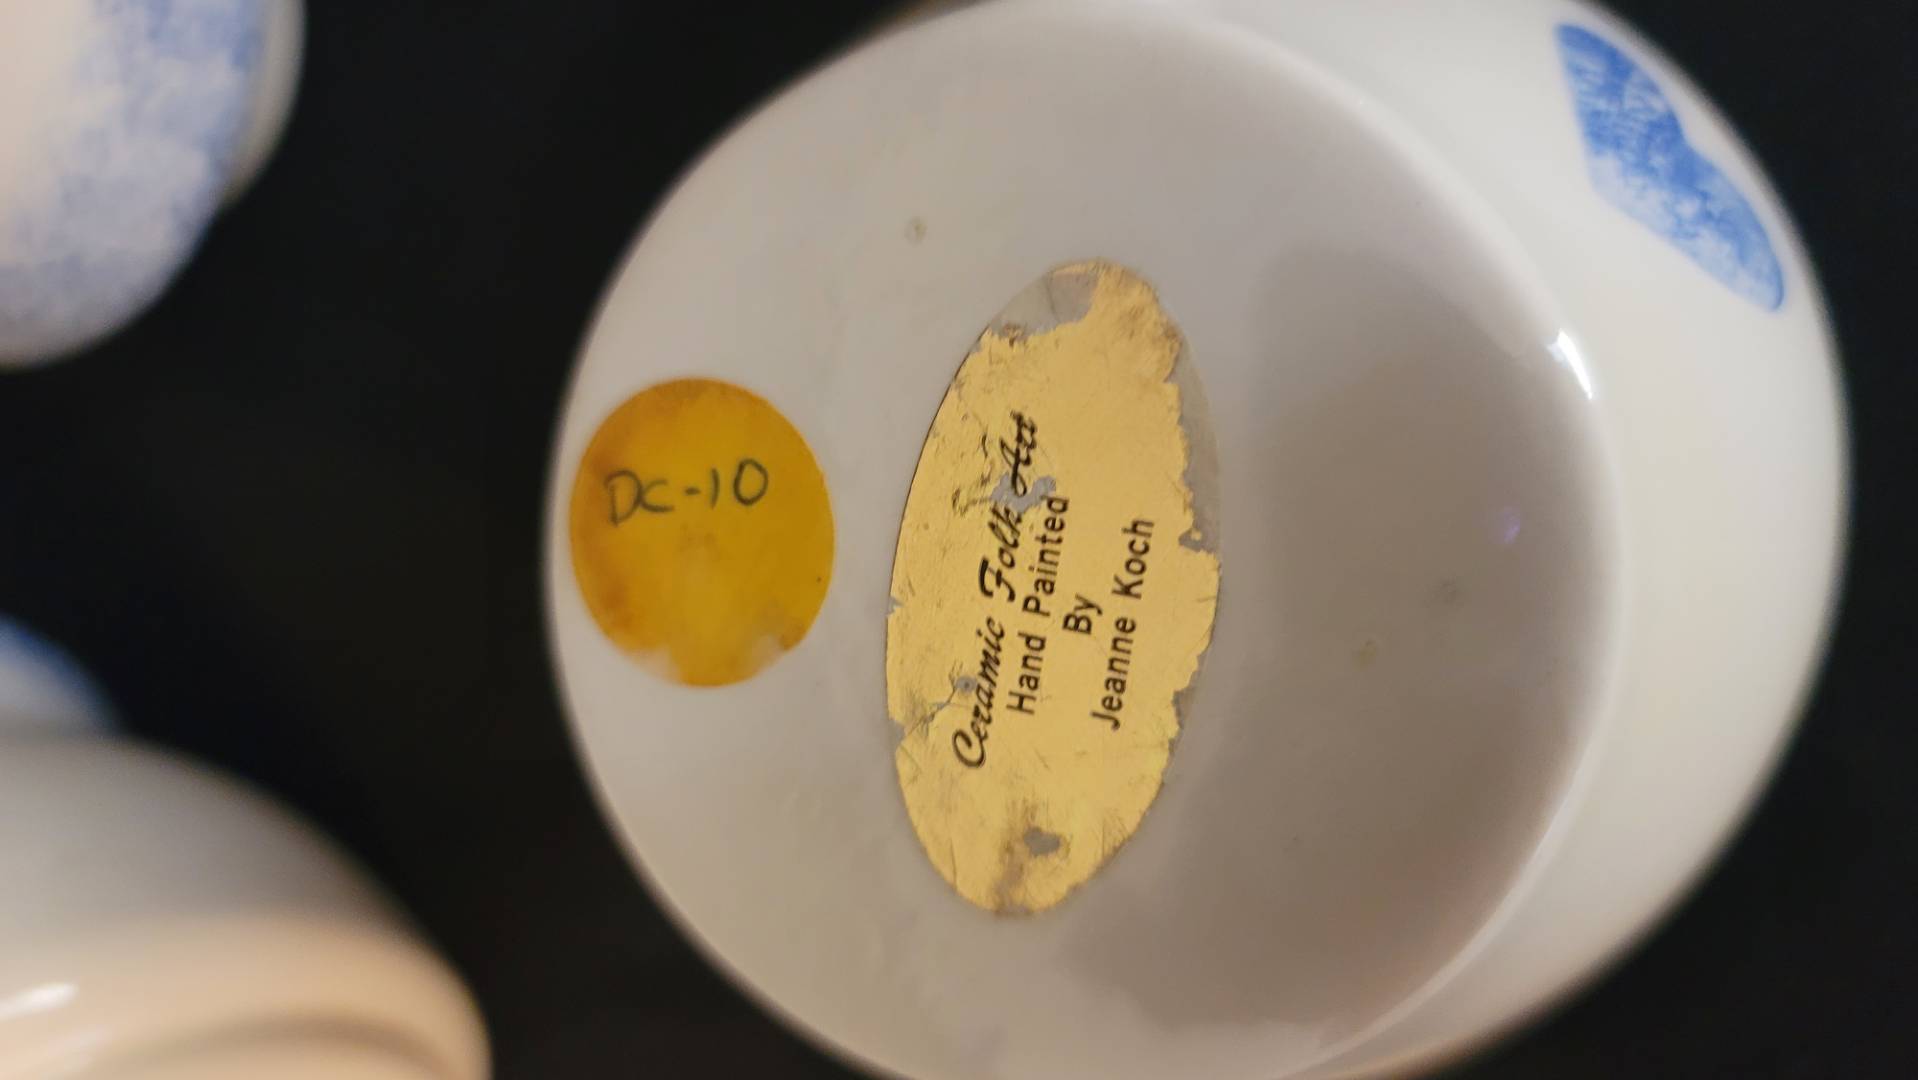 DC-10
Ceramic Folk Art
Hand Painted
By
Jeanne Koch